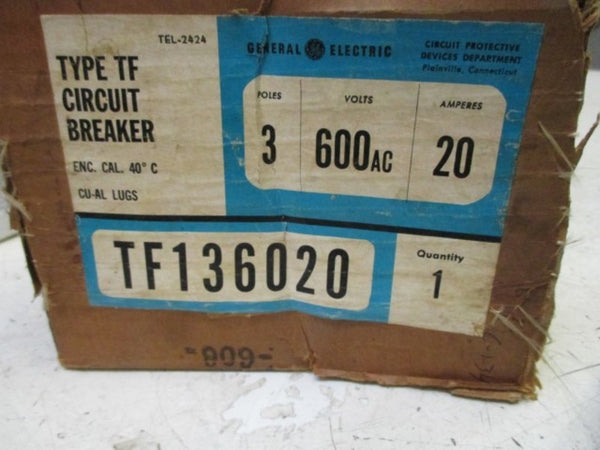 TEL-2424
TYPE TF
CIRCUIT
BREAKER
ENC. CAL. 40° C
CU-AL LUGS
GENERAL GE ELECTRIC
CIRCUIT PROTECTIVE
DEVICES DEPARTMENT
Plainville, Connecticut
POLES
3
VOLTS
600AC
AMPERES
20
TF136020
Quantity
1